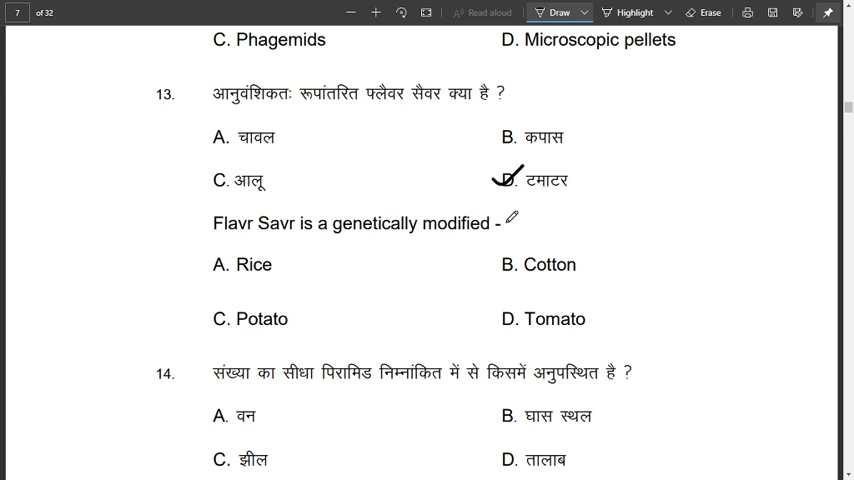 7 of 32 Read aloud Draw Highlight Erase
C. Phagemids D. Microscopic pellets
13. आनुवंशिकतः रूपांतरित फ्लैवर सैवर क्या है ?
A. चावल B. कपास
C. आलू D. टमाटर
Flavr Savr is a genetically modified -
A. Rice B. Cotton
C. Potato D. Tomato
14. संख्या का सीधा पिरामिड निम्नांकित में से किसमें अनुपस्थित है ?
A. वन B. घास स्थल
C. झील D. तालाब